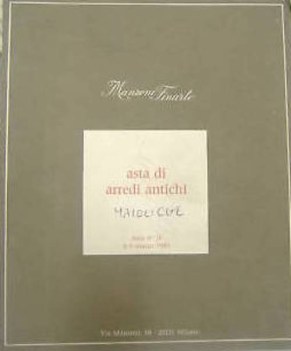 Manzoni Finarte
asta di
arredi antichi
MAIOLICHE
Via Manzoni, 38 - 20121 Milano